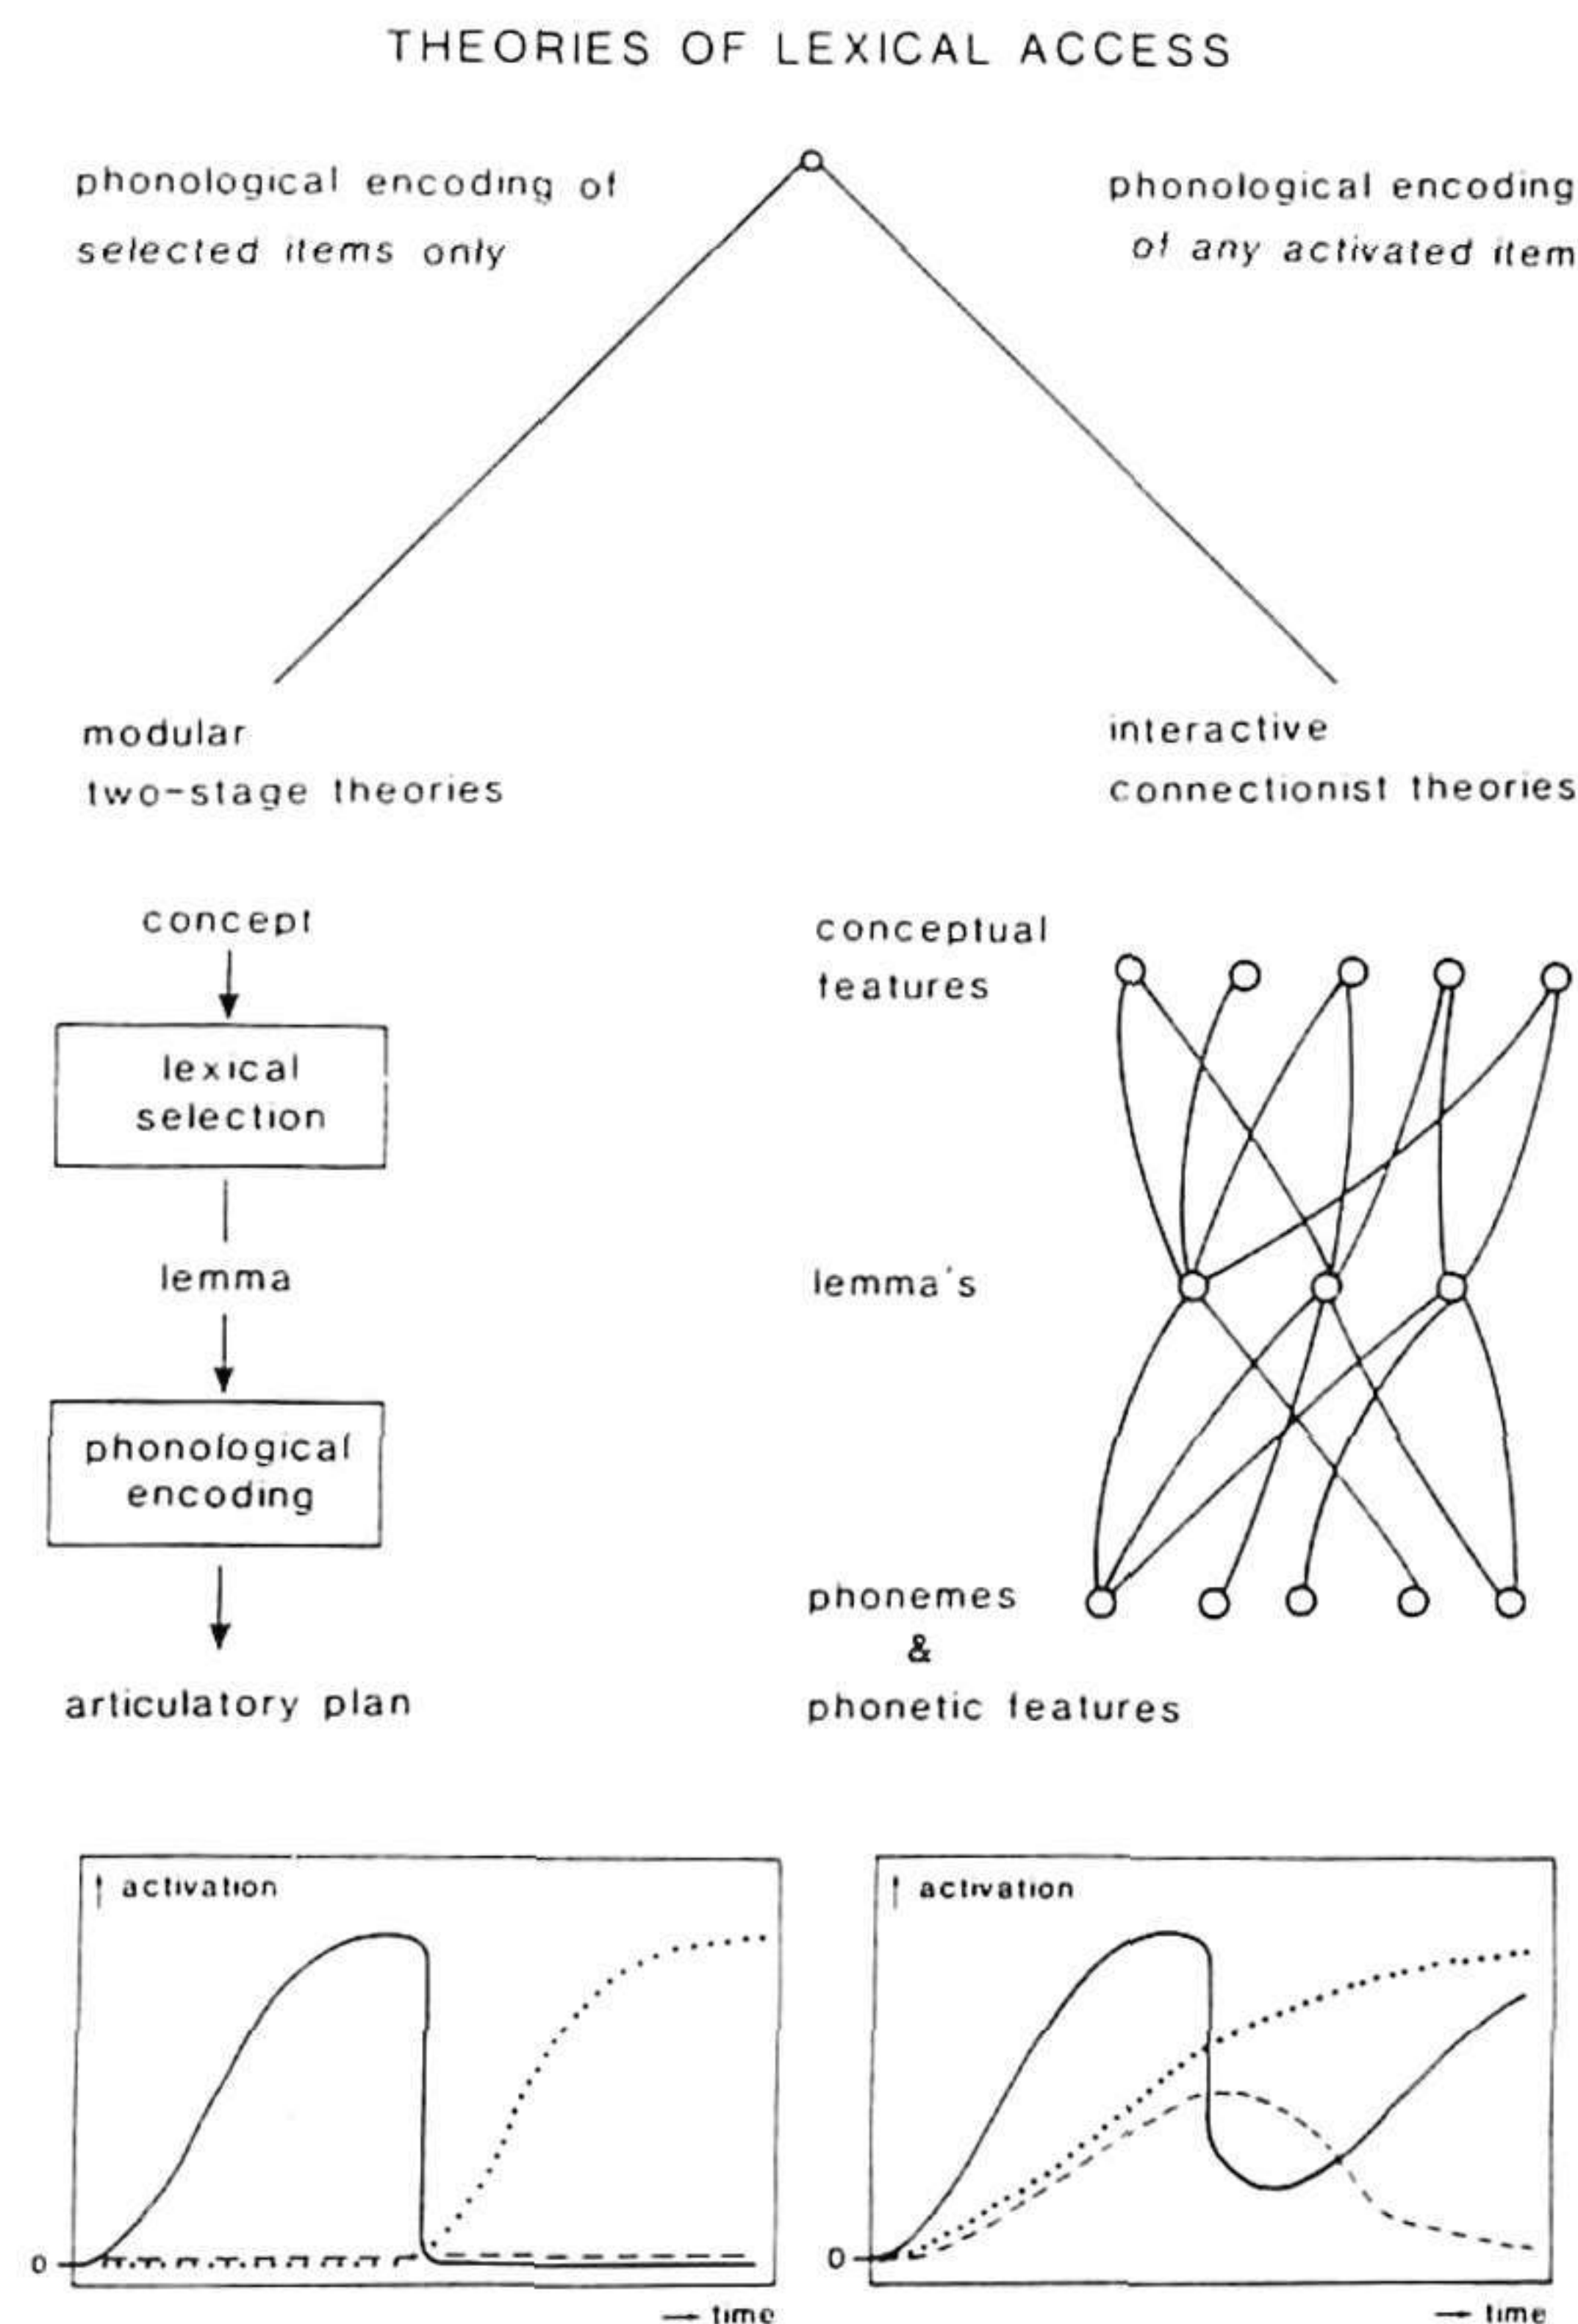 THEORIES OF LEXICAL ACCESS
phonological encoding of
selected items only
phonological encoding
of any activated item
modular
two-stage theories
interactive
connectionist theories
concept
lexical
selection
lemma
phonological
encoding
articulatory plan
conceptual
features
lemma's
phonemes
&
phonetic features
↑ activation
0
→ time
↑ activation
0
→ time